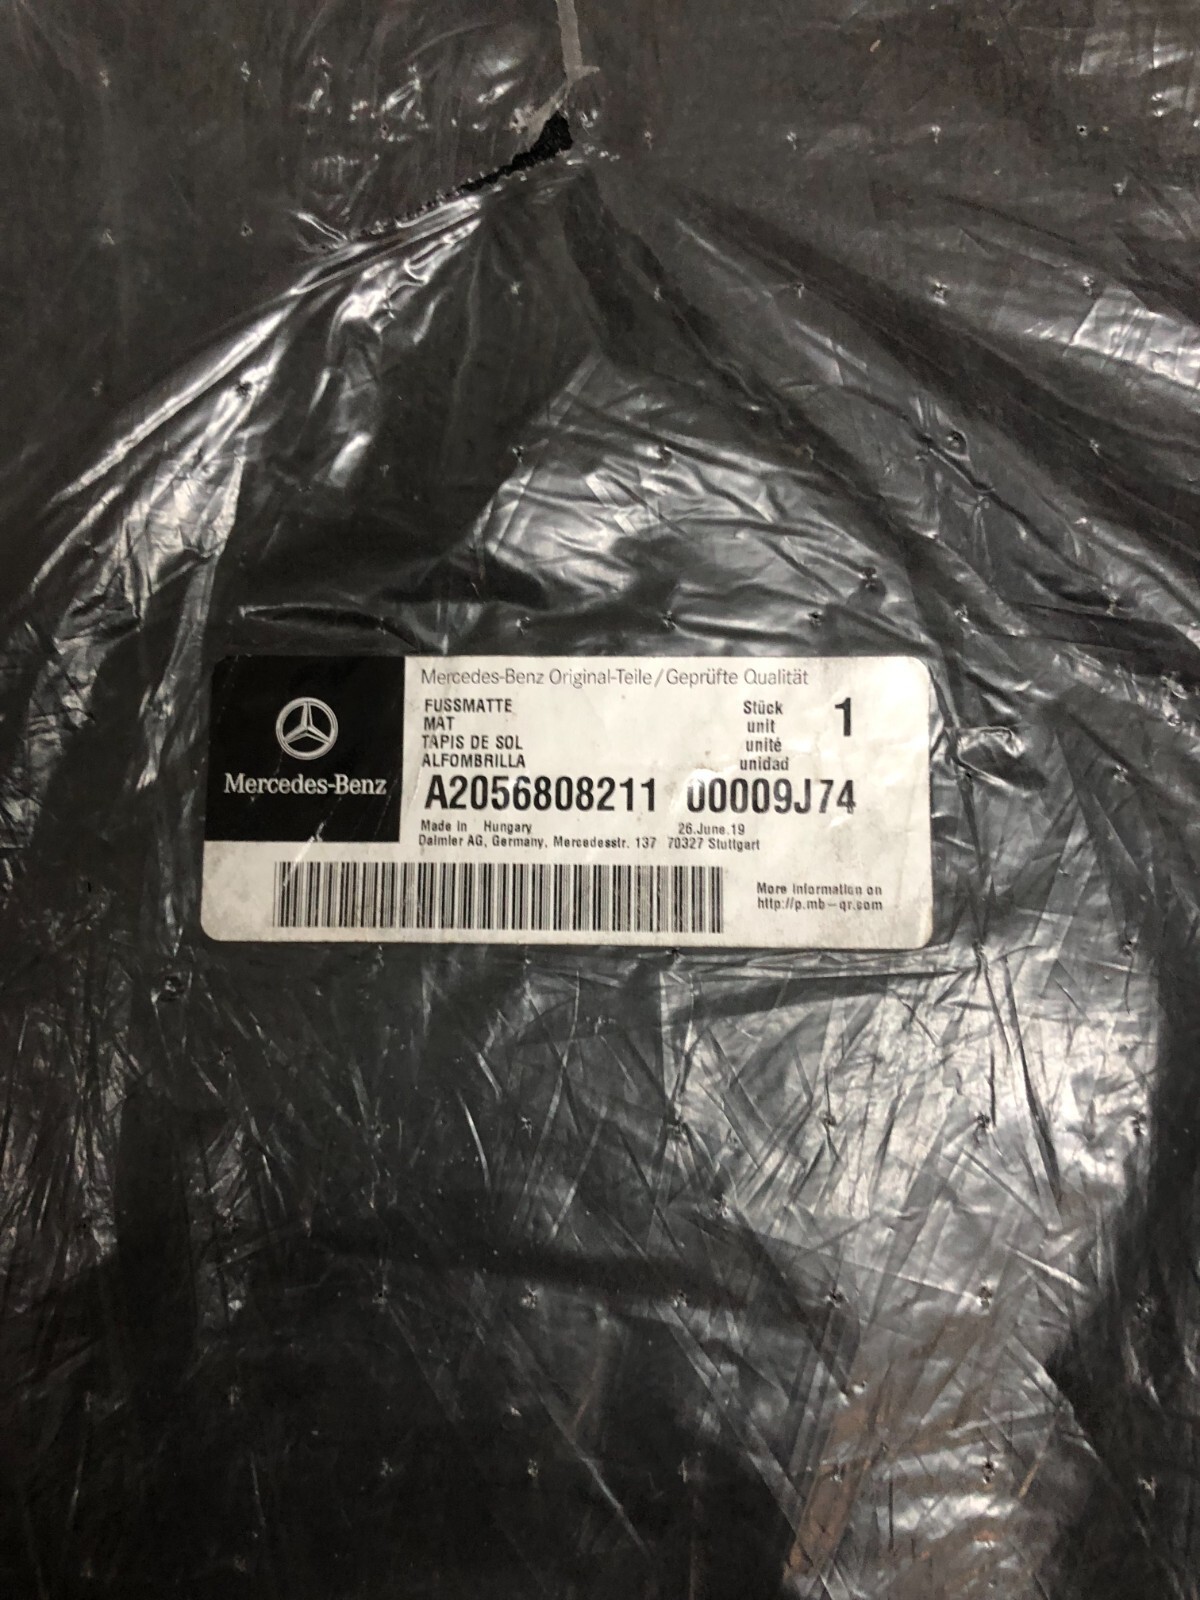 Mercedes-Benz Original-Teile/Geprüfte Qualität
FUSSMATTE
MAT
TAPIS DE SOL
ALFOMBRILLA
Stück
unit
unité
unidad
1
Mercedes-Benz
A2056808211 00009J74
Made in Hungary 26.June.19
Daimler AG, Germany, Mercedesstr. 137 70327 Stuttgart
More information on
http://p.mb-qr.com